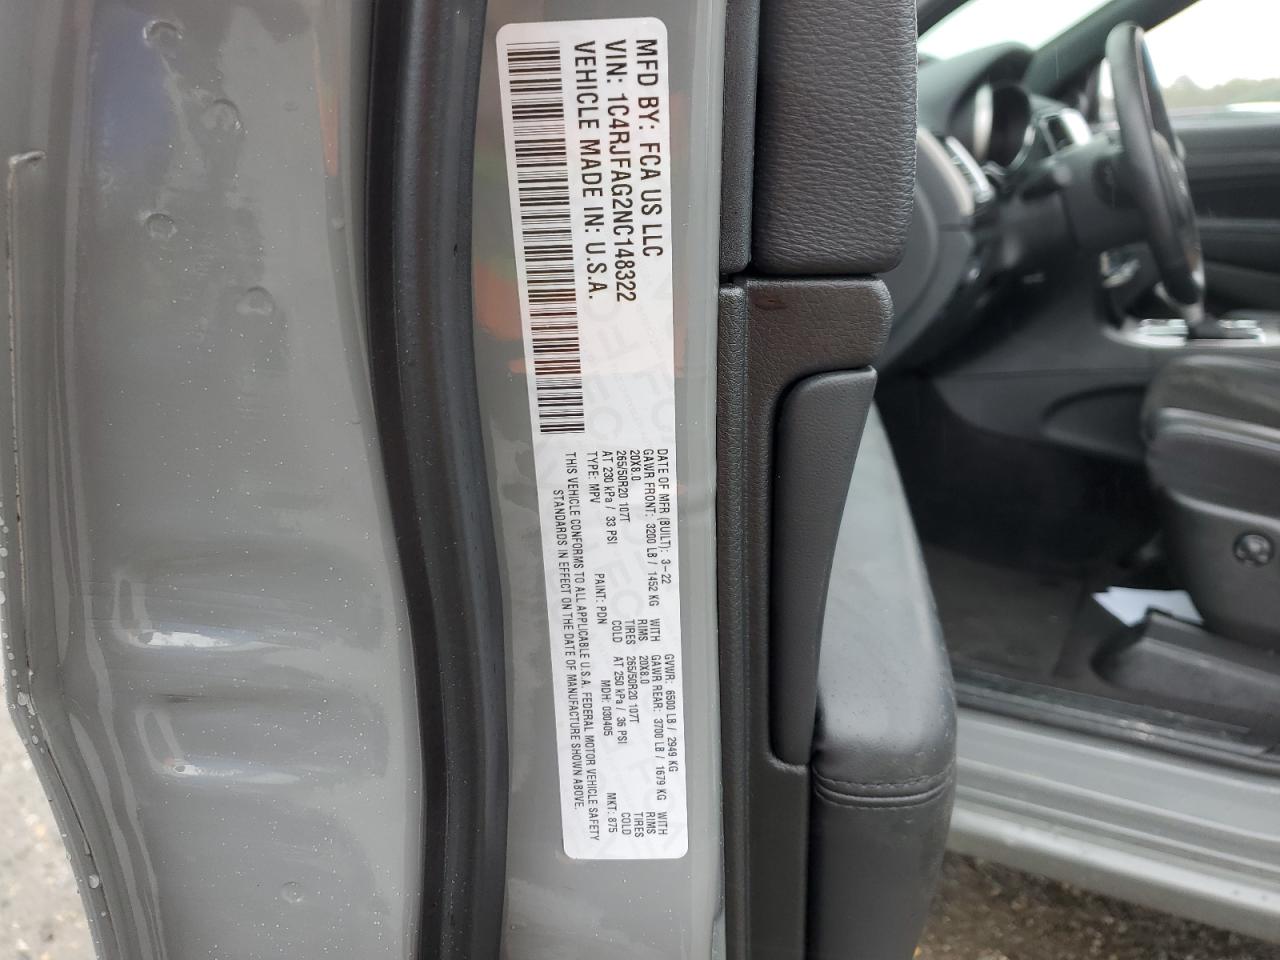 MFD BY: FCA US LLC
VIN: 1C4RJFAG2NC148322
VEHICLE MADE IN: U.S.A.
DATE OF MFR (BUILT): 3-22 GVWR: 6500 LB / 2949 KG
GAWR FRONT: 3200 LB / 1452 KG WITH GAWR REAR: 3700 LB / 1679 KG WITH
20X8.0 RIMS 20X8.0 RIMS
265/50R20 107T TIRES 265/50R20 107T TIRES
AT 230 kPa / 33 PSI COLD AT 250 kPa / 36 PSI COLD
TYPE: MPV PAINT: PDN MDH: 030405 MKT: 875
THIS VEHICLE CONFORMS TO ALL APPLICABLE U.S.A. FEDERAL MOTOR VEHICLE SAFETY
STANDARDS IN EFFECT ON THE DATE OF MANUFACTURE SHOWN ABOVE.